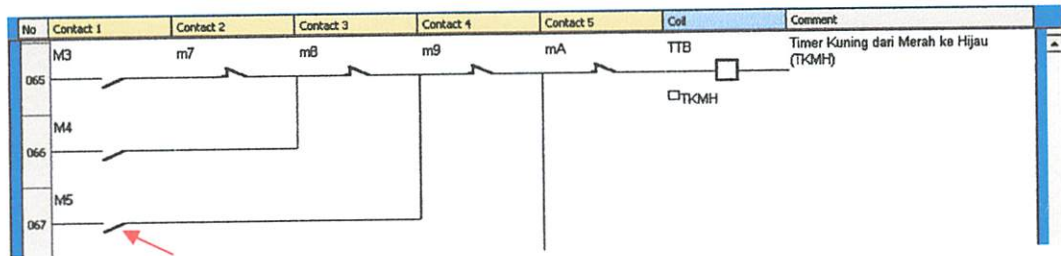 No Contact 1 Contact 2 Contact 3 Contact 4 Contact 5 Coil Comment
M3 m7 m8 m9 mA TTB Timer Kuning dari Merah ke Hijau
(TKMH)
065
TKMH
M4
066
M5
067